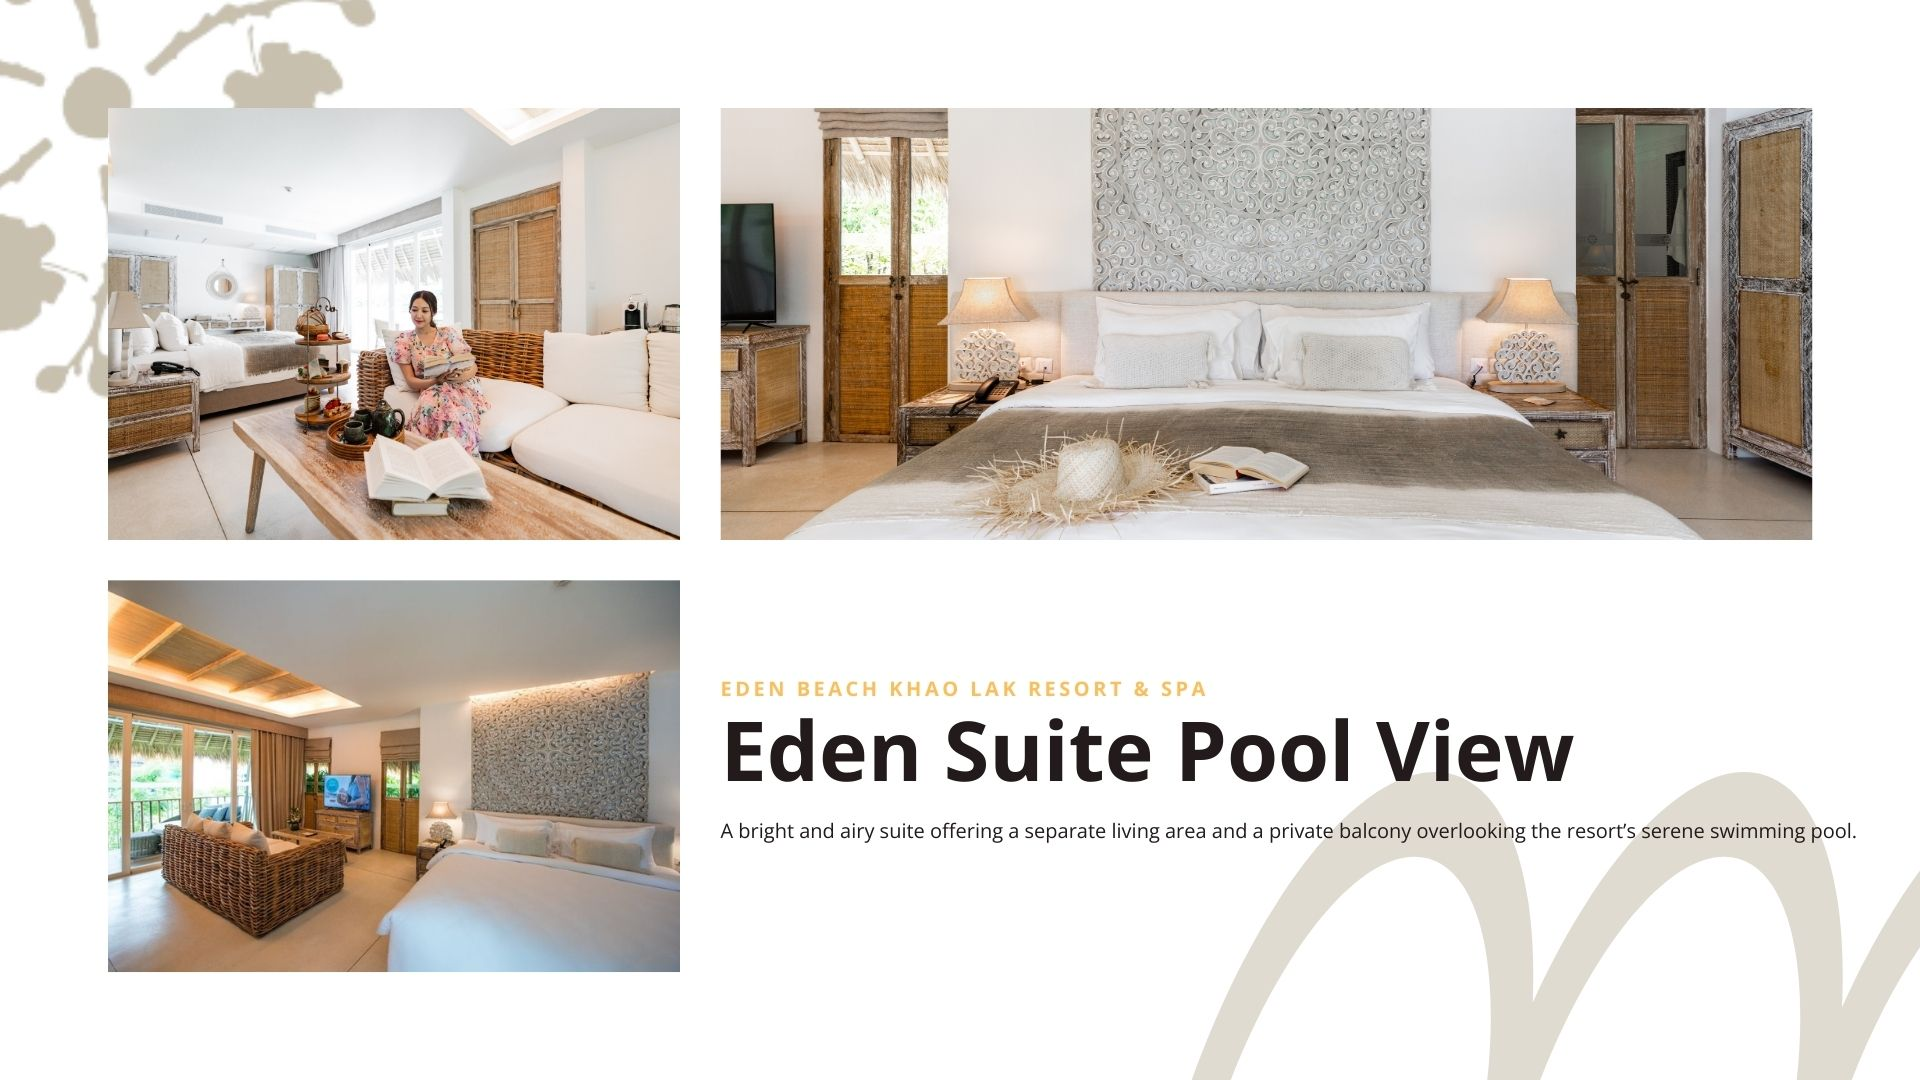 EDEN BEACH KHAO LAK RESORT & SPA
Eden Suite Pool View
A bright and airy suite offering a separate living area and a private balcony overlooking the resort’s serene swimming pool.